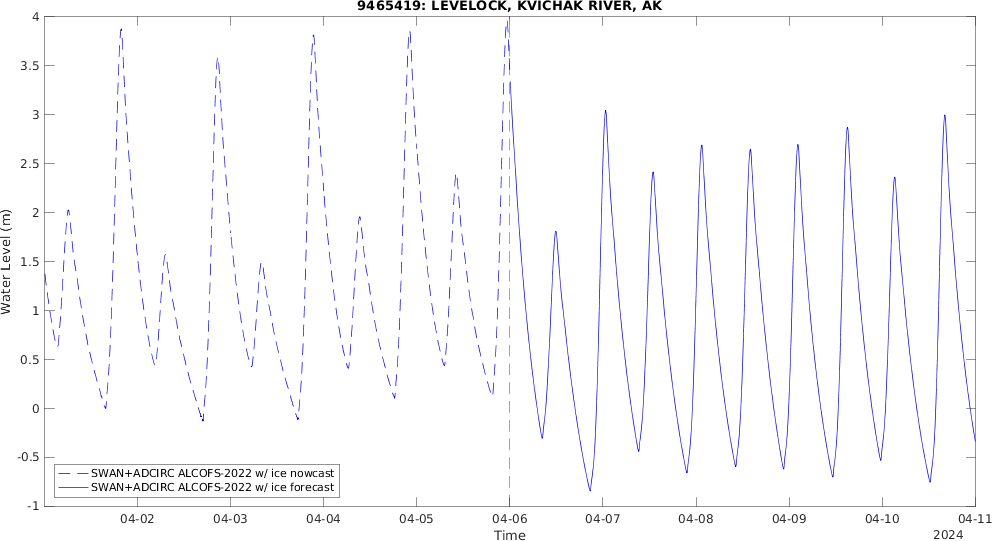 9465419: LEVELOCK, KVICHAK RIVER, AK
Water Level (m)
4
3.5
3
2.5
2
1.5
1
0.5
0
-0.5
-1
SWAN+ADCIRC ALCOFS-2022 w/ ice nowcast
SWAN+ADCIRC ALCOFS-2022 w/ ice forecast
04-02 04-03 04-04 04-05 04-06 04-07 04-08 04-09 04-10 04-11
Time
2024